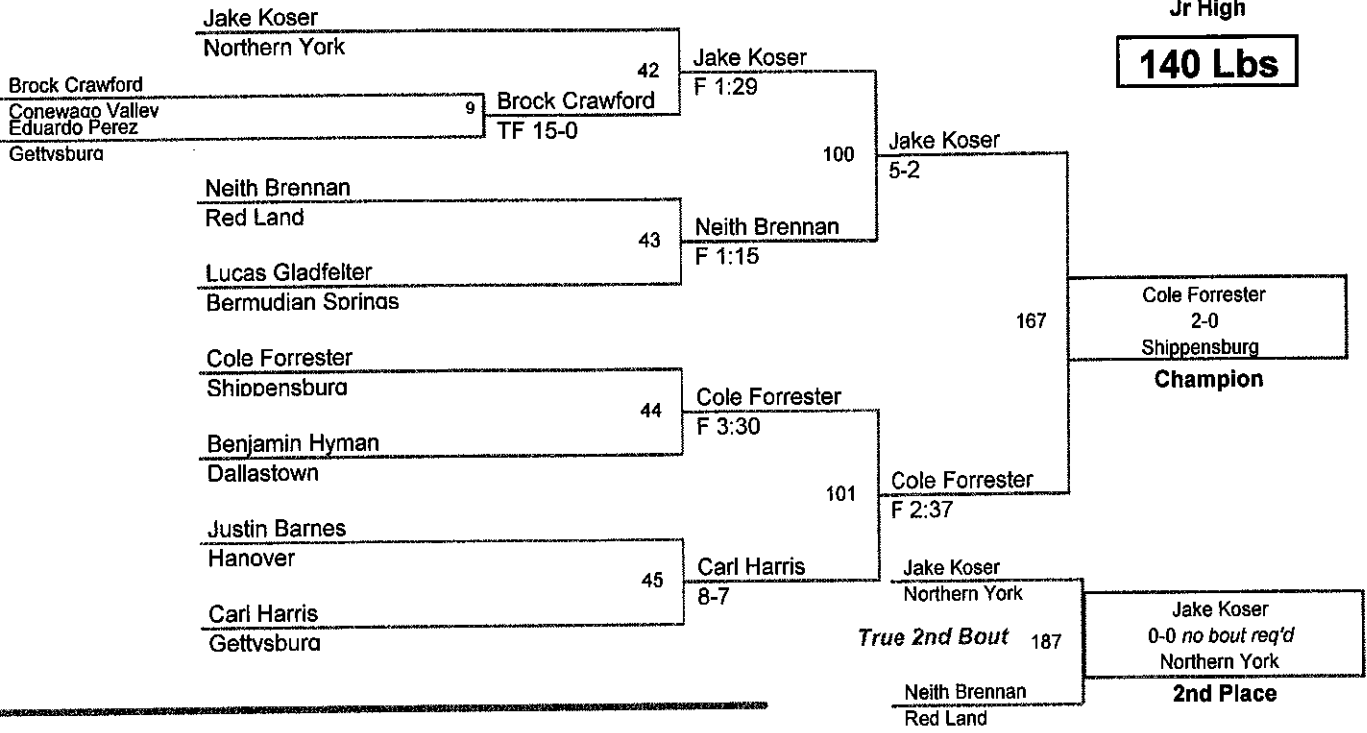 Jr High
140 Lbs
Jake Koser
Northern York
Brock Crawford
Conewago Valley
Eduardo Perez
Gettysburg
9
Brock Crawford
TF 15-0
42
Jake Koser
F 1:29
Neith Brennan
Red Land
Lucas Gladfelter
Bermudian Springs
43
Neith Brennan
F 1:15
100
Jake Koser
5-2
Cole Forrester
Shippensburg
Benjamin Hyman
Dallastown
44
Cole Forrester
F 3:30
Justin Barnes
Hanover
Carl Harris
Gettysburg
45
Carl Harris
8-7
101
Cole Forrester
F 2:37
167
Cole Forrester
2-0
Shippensburg
Champion
Jake Koser
Northern York
True 2nd Bout 187
Neith Brennan
Red Land
Jake Koser
0-0 no bout req'd
Northern York
2nd Place